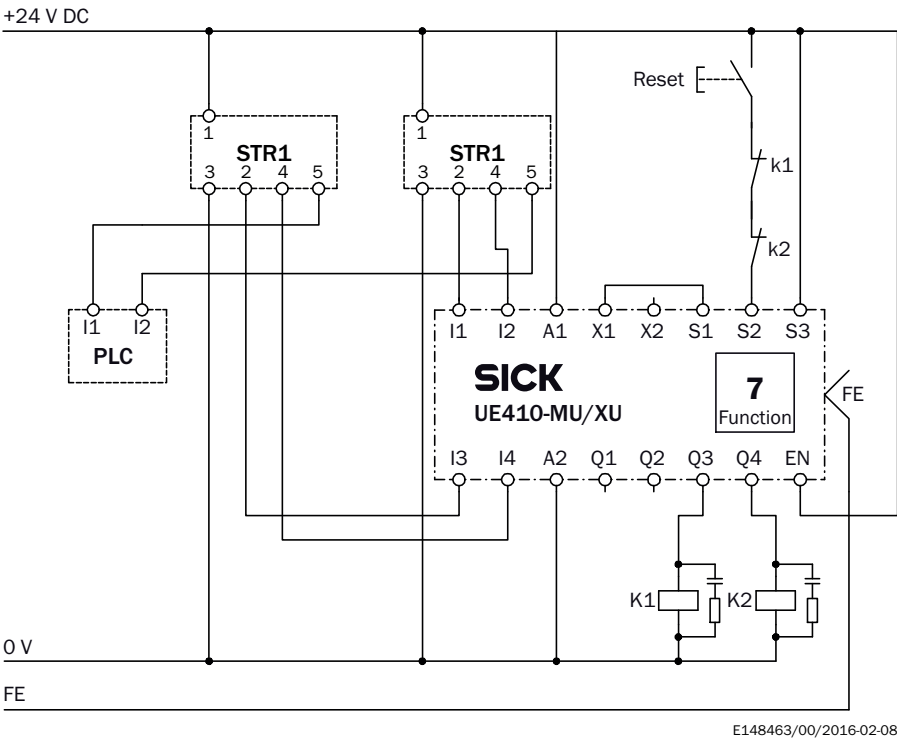 +24 V DC
Reset
1
STR1
3 2 4 5
1
STR1
3 2 4 5
k1
k2
I1 I2
PLC
I1 I2 A1 X1 X2 S1 S2 S3
SICK
UE410-MU/XU
7
Function
FE
I3 I4 A2 Q1 Q2 Q3 Q4 EN
K1
K2
0 V
FE
E148463/00/2016-02-08